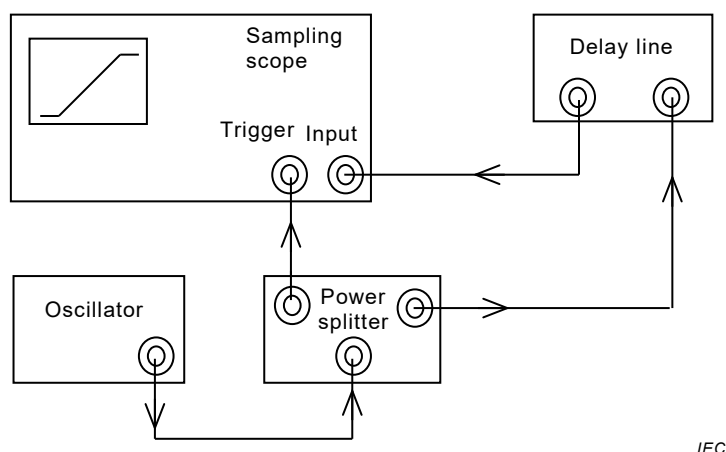 Sampling
scope
Delay line
Trigger
Input
Oscillator
Power
splitter
IEC